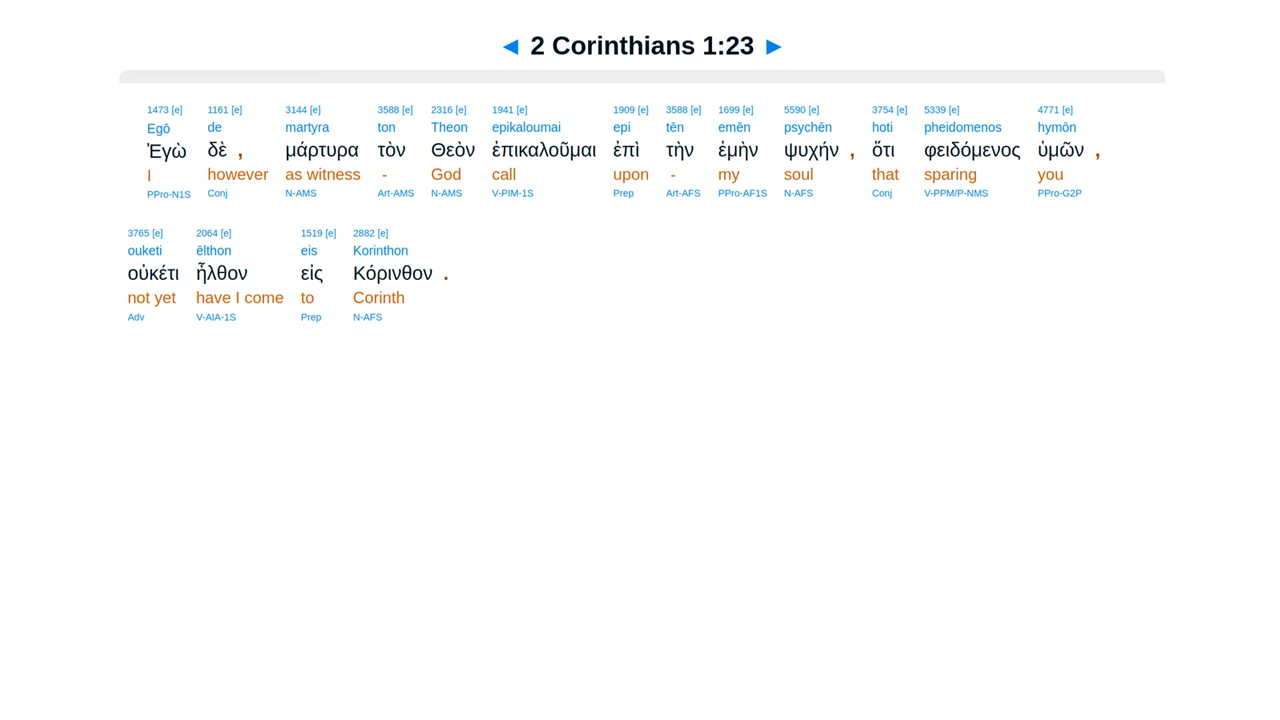 ◄ 2 Corinthians 1:23 ►
1473 [e] 1161 [e] 3144 [e] 3588 [e] 2316 [e] 1941 [e] 1909 [e] 3588 [e] 1699 [e] 5590 [e] 3754 [e] 5339 [e] 4771 [e]
Egō de martyra ton Theon epikaloumai epi tēn emēn psychēn hoti pheidomenos hymōn
Ἐγὼ δὲ , μάρτυρα τὸν Θεὸν ἐπικαλοῦμαι ἐπὶ τὴν ἐμὴν ψυχήν , ὅτι φειδόμενος ὑμῶν ,
I however as witness - God call upon - my soul that sparing you
PPro-N1S Conj N-AMS Art-AMS N-AMS V-PIM-1S Prep Art-AFS PPro-AF1S N-AFS Conj V-PPM/P-NMS PPro-G2P
3765 [e] 2064 [e] 1519 [e] 2882 [e]
ouketi ēlthon eis Korinthon
οὐκέτι ἦλθον εἰς Κόρινθον .
not yet have I come to Corinth
Adv V-AIA-1S Prep N-AFS